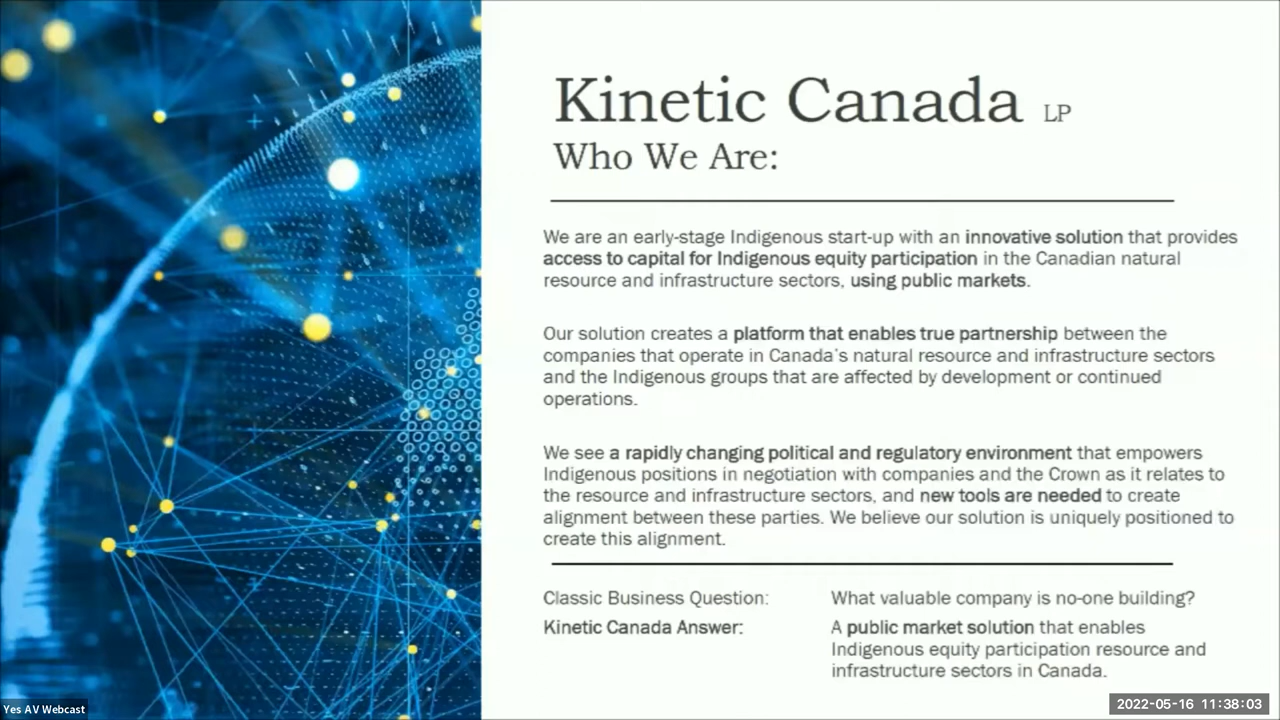 Kinetic Canada LP
Who We Are:
We are an early-stage Indigenous start-up with an innovative solution that provides
access to capital for Indigenous equity participation in the Canadian natural
resource and infrastructure sectors, using public markets.
Our solution creates a platform that enables true partnership between the
companies that operate in Canada's natural resource and infrastructure sectors
and the Indigenous groups that are affected by development or continued
operations.
We see a rapidly changing political and regulatory environment that empowers
Indigenous positions in negotiation with companies and the Crown as it relates to
the resource and infrastructure sectors, and new tools are needed to create
alignment between these parties. We believe our solution is uniquely positioned to
create this alignment.
Classic Business Question: What valuable company is no-one building?
Kinetic Canada Answer: A public market solution that enables
Indigenous equity participation resource and
infrastructure sectors in Canada.
Yes AV Webcast
2022-05-16 11:38:03